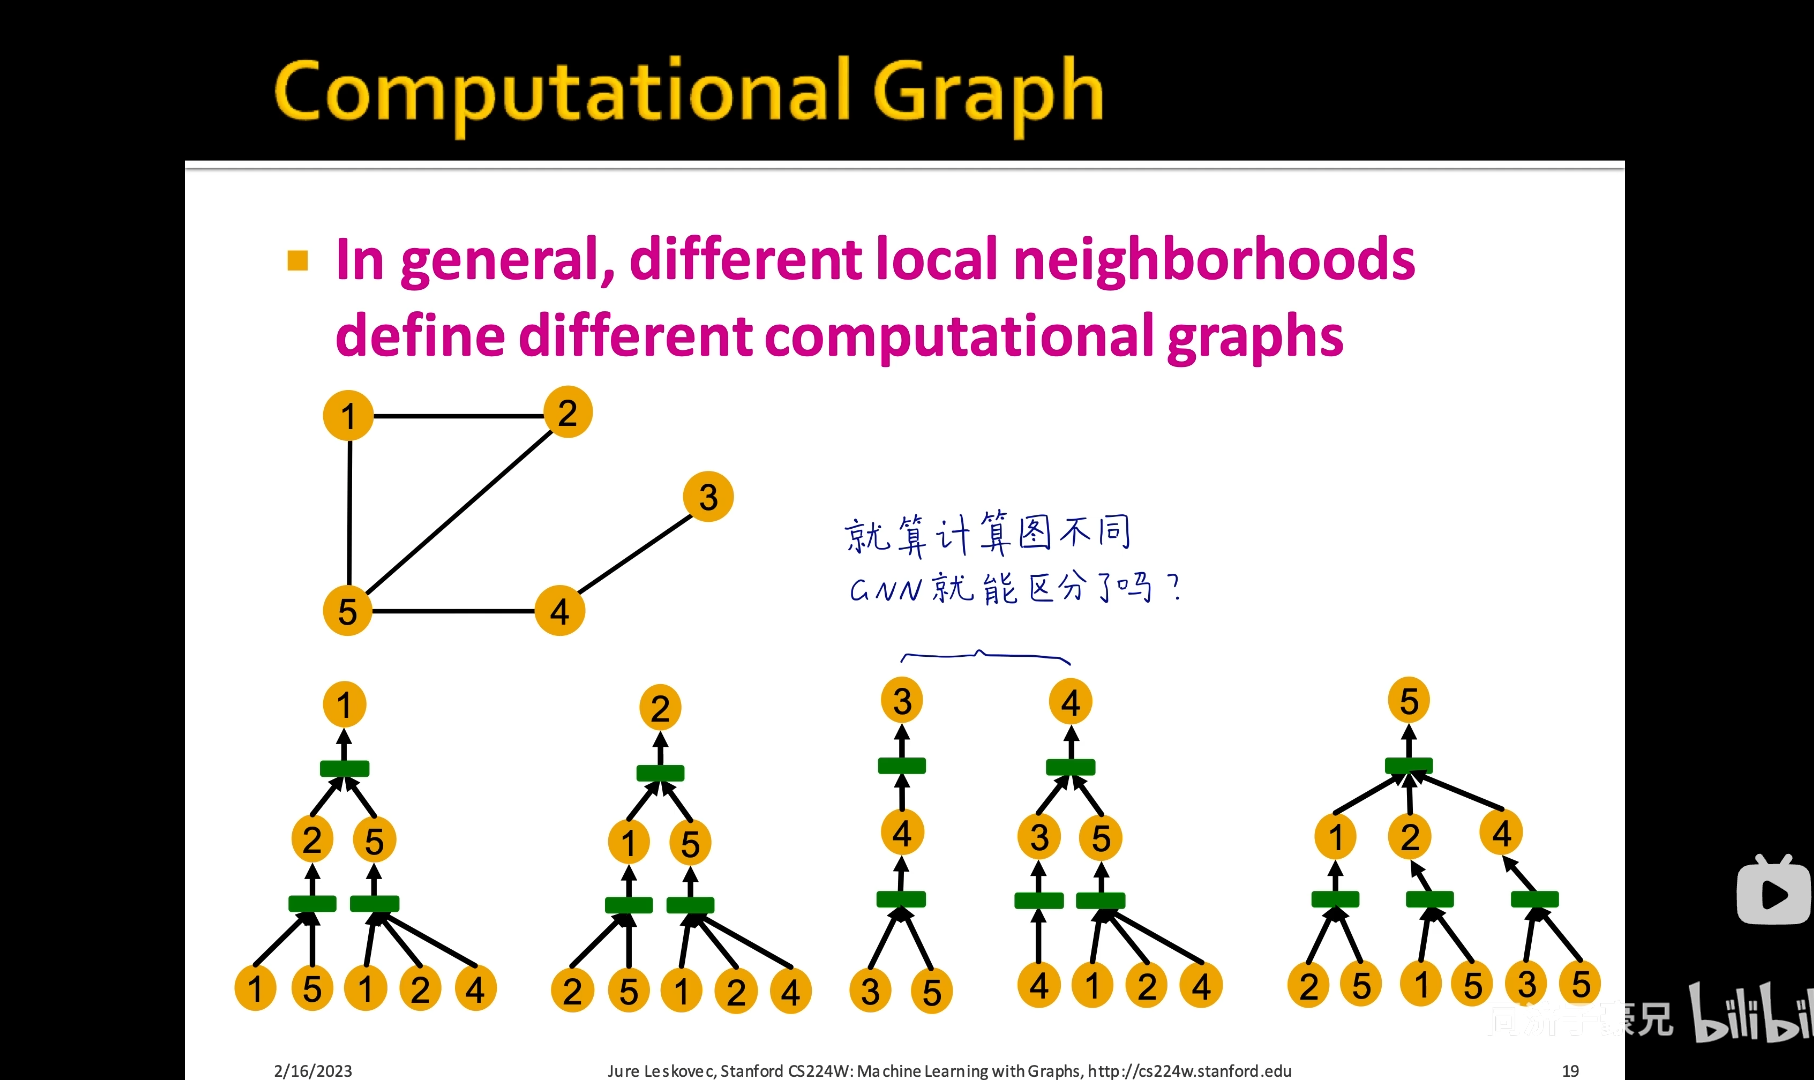 Computational Graph
In general, different local neighborhoods
define different computational graphs
1 2
3
5 4
就算计算图不同
GNN就能区分了吗?
1 2 3 4 5
2 5 1 5 4 3 5 1 2 4
1 5 1 2 4 2 5 1 2 4 3 5 4 1 2 4 2 5 1 5 3 5
2/16/2023 Jure Leskovec, Stanford CS224W: Machine Learning with Graphs, http://cs224w.stanford.edu 19